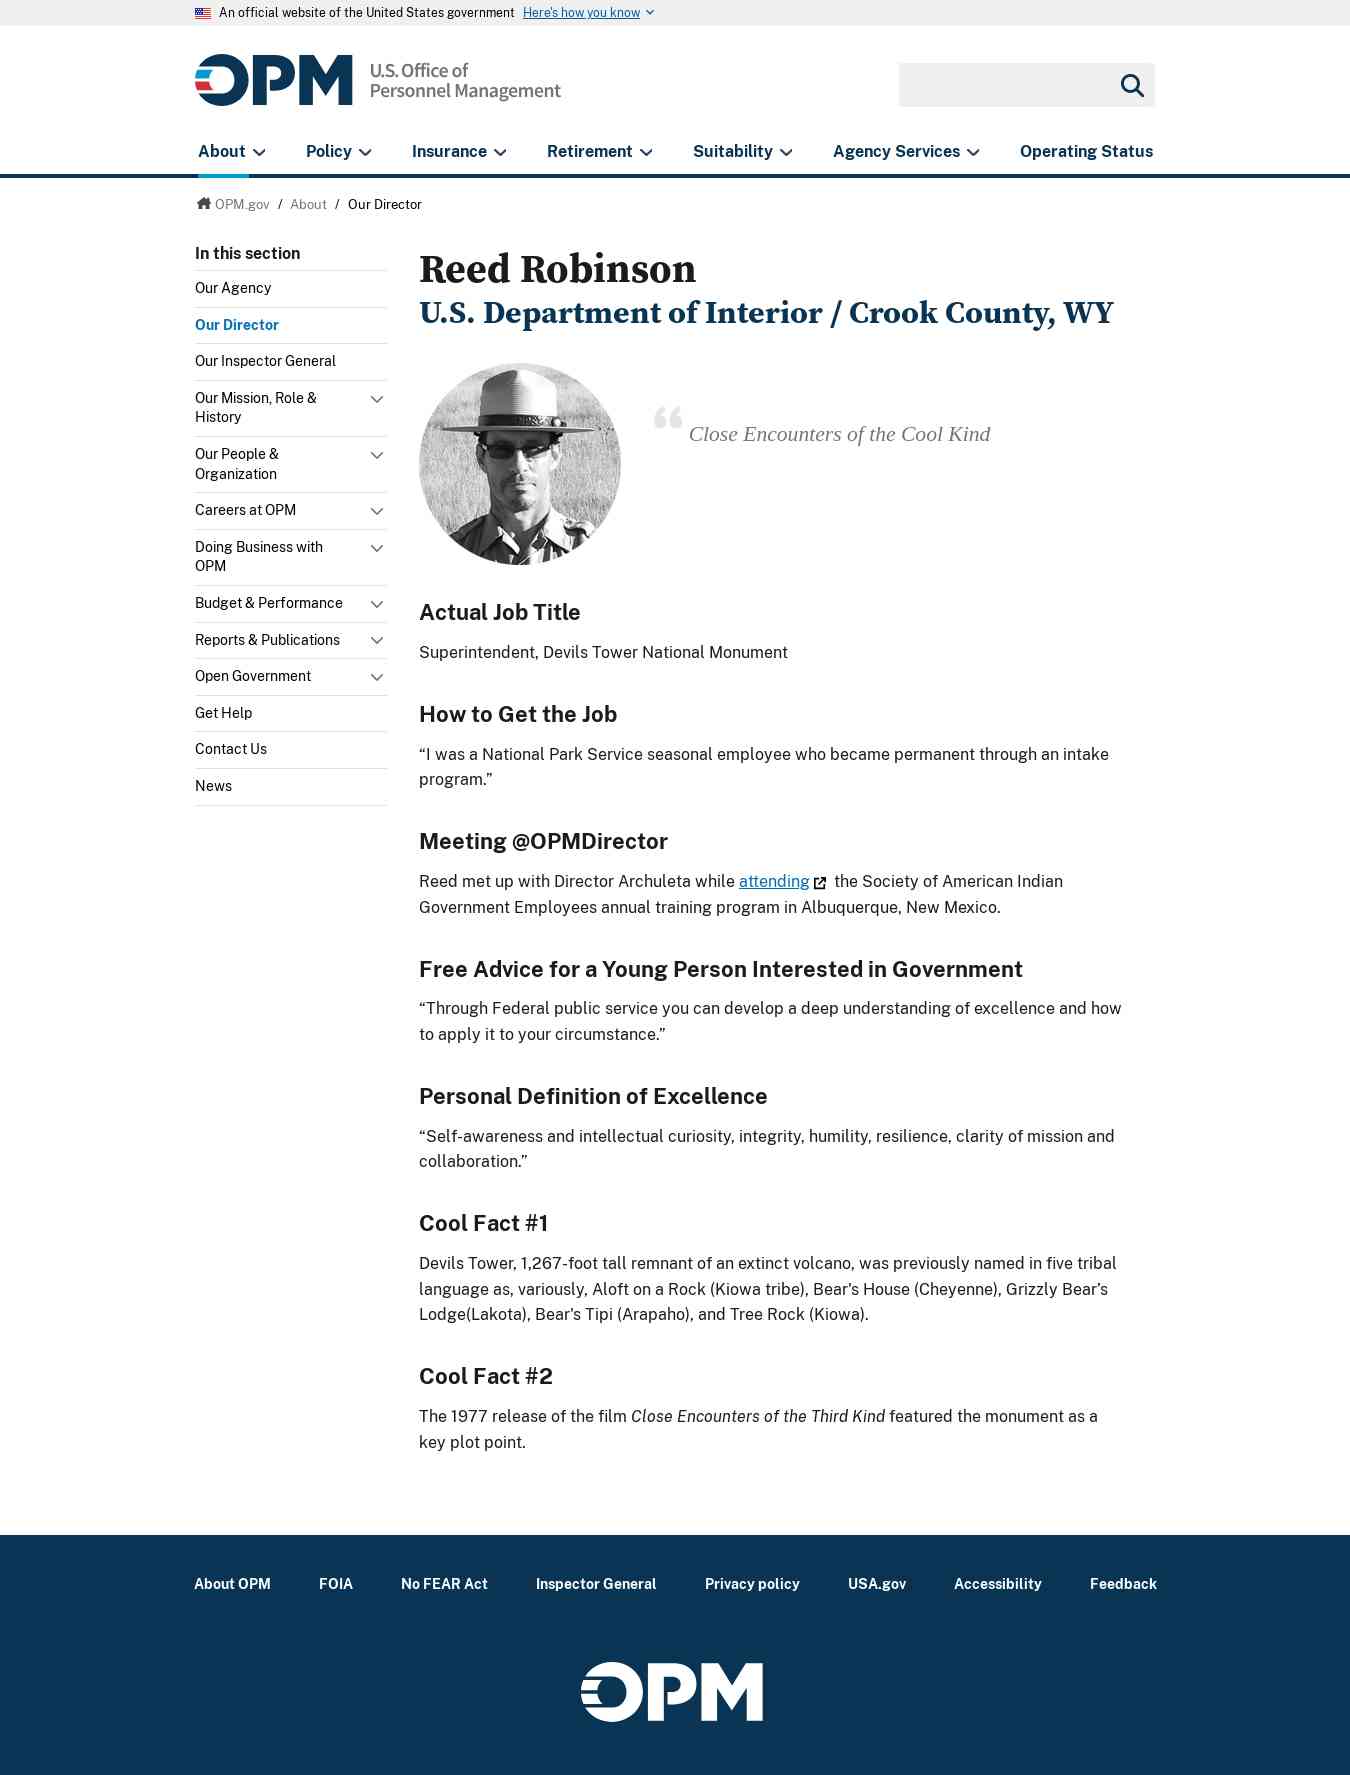 An official website of the United States government Here's how you know
OPM U.S. Office of
Personnel Management
About Policy Insurance Retirement Suitability Agency Services Operating Status
OPM.gov / About / Our Director
In this section
Our Agency
Our Director
Our Inspector General
Our Mission, Role &
History
Our People &
Organization
Careers at OPM
Doing Business with
OPM
Budget & Performance
Reports & Publications
Open Government
Get Help
Contact Us
News
Reed Robinson
U.S. Department of Interior / Crook County, WY
“ Close Encounters of the Cool Kind
Actual Job Title
Superintendent, Devils Tower National Monument
How to Get the Job
“I was a National Park Service seasonal employee who became permanent through an intake
program.”
Meeting @OPMDirector
Reed met up with Director Archuleta while attending the Society of American Indian
Government Employees annual training program in Albuquerque, New Mexico.
Free Advice for a Young Person Interested in Government
“Through Federal public service you can develop a deep understanding of excellence and how
to apply it to your circumstance.”
Personal Definition of Excellence
“Self-awareness and intellectual curiosity, integrity, humility, resilience, clarity of mission and
collaboration.”
Cool Fact #1
Devils Tower, 1,267-foot tall remnant of an extinct volcano, was previously named in five tribal
language as, variously, Aloft on a Rock (Kiowa tribe), Bear's House (Cheyenne), Grizzly Bear’s
Lodge(Lakota), Bear's Tipi (Arapaho), and Tree Rock (Kiowa).
Cool Fact #2
The 1977 release of the film Close Encounters of the Third Kind featured the monument as a
key plot point.
About OPM FOIA No FEAR Act Inspector General Privacy policy USA.gov Accessibility Feedback
OPM